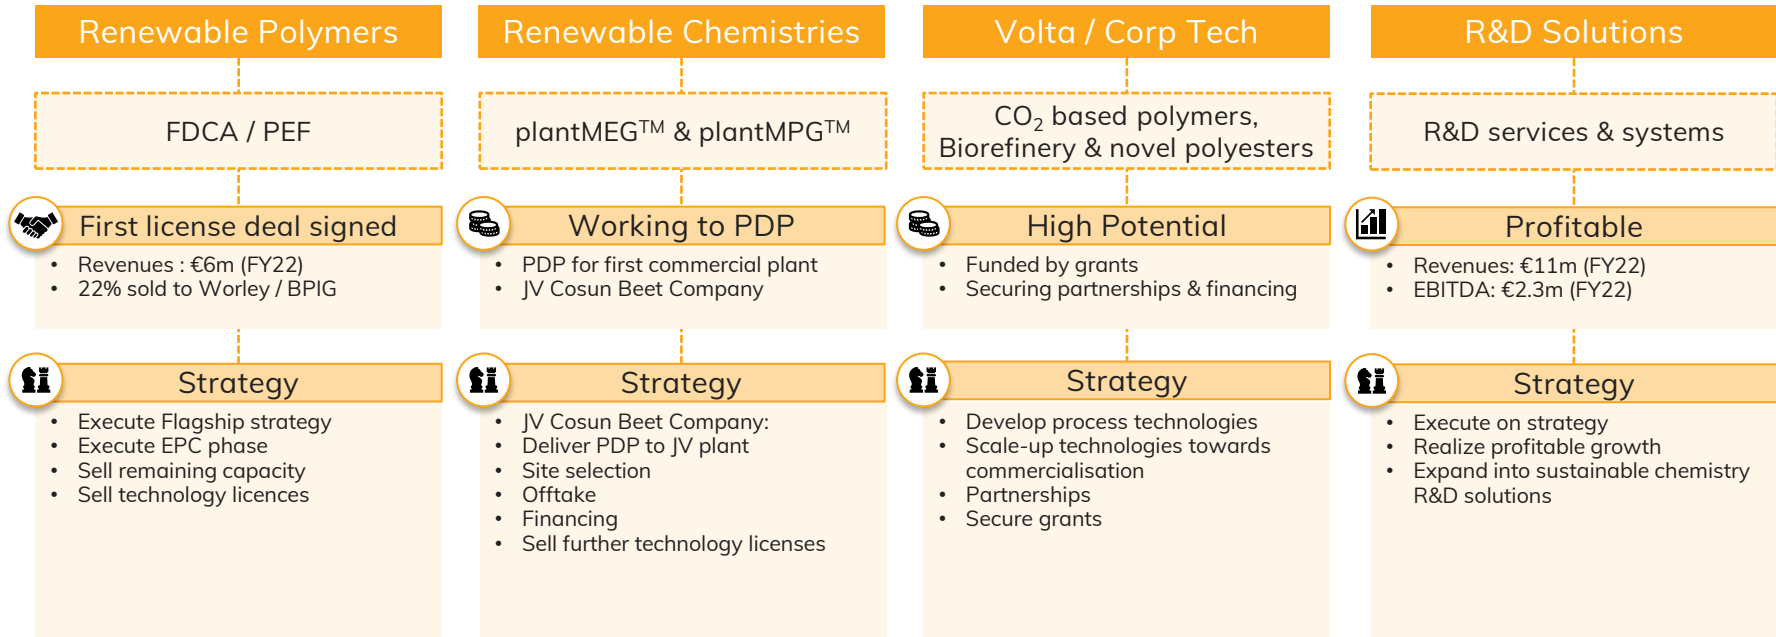 Renewable Polymers
FDCA / PEF
First license deal signed
• Revenues : €6m (FY22)
• 22% sold to Worley / BPIG
Strategy
• Execute Flagship strategy
• Execute EPC phase
• Sell remaining capacity
• Sell technology licences
Renewable Chemistries
plantMEG™ & plantMPG™
Working to PDP
• PDP for first commercial plant
• JV Cosun Beet Company
Strategy
• JV Cosun Beet Company:
• Deliver PDP to JV plant
• Site selection
• Offtake
• Financing
• Sell further technology licenses
Volta / Corp Tech
CO₂ based polymers,
Biorefinery & novel polyesters
High Potential
• Funded by grants
• Securing partnerships & financing
Strategy
• Develop process technologies
• Scale-up technologies towards
commercialisation
• Partnerships
• Secure grants
R&D Solutions
R&D services & systems
Profitable
• Revenues: €11m (FY22)
• EBITDA: €2.3m (FY22)
Strategy
• Execute on strategy
• Realize profitable growth
• Expand into sustainable chemistry
R&D solutions